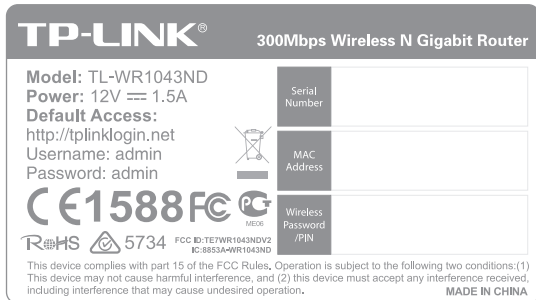 TP-LINK®
300Mbps Wireless N Gigabit Router
Model: TL-WR1043ND
Power: 12V ⎓ 1.5A
Default Access:
http://tplinklogin.net
Username: admin
Password: admin
Serial
Number
MAC
Address
Wireless
Password
/PIN
CE1588 FC PCT
ME06
RoHS 5734
FCC ID:TE7WR1043NDV2
IC:8853A-WR1043ND
This device complies with part 15 of the FCC Rules. Operation is subject to the following two conditions:(1)
This device may not cause harmful interference, and (2) this device must accept any interference received,
including interference that may cause undesired operation.
MADE IN CHINA